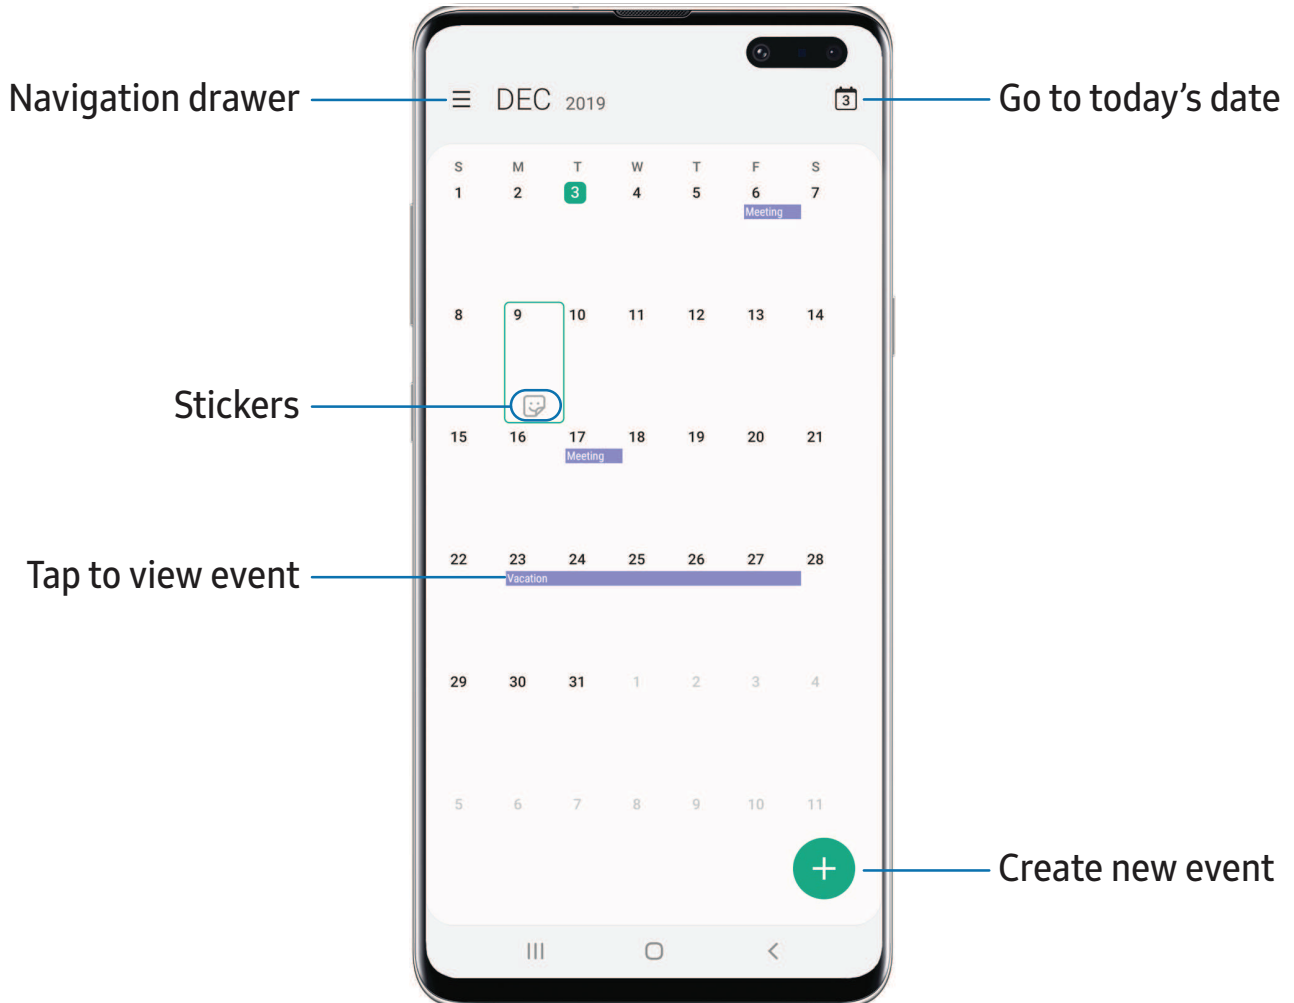 Navigation drawer
DEC 2019
3
Go to today's date
S M T W T F S
1 2 3 4 5 6 7
Meeting
8 9 10 11 12 13 14
Stickers
15 16 17 18 19 20 21
Meeting
22 23 24 25 26 27 28
Tap to view event
Vacation
29 30 31 1 2 3 4
5 6 7 8 9 10 11
Create new event